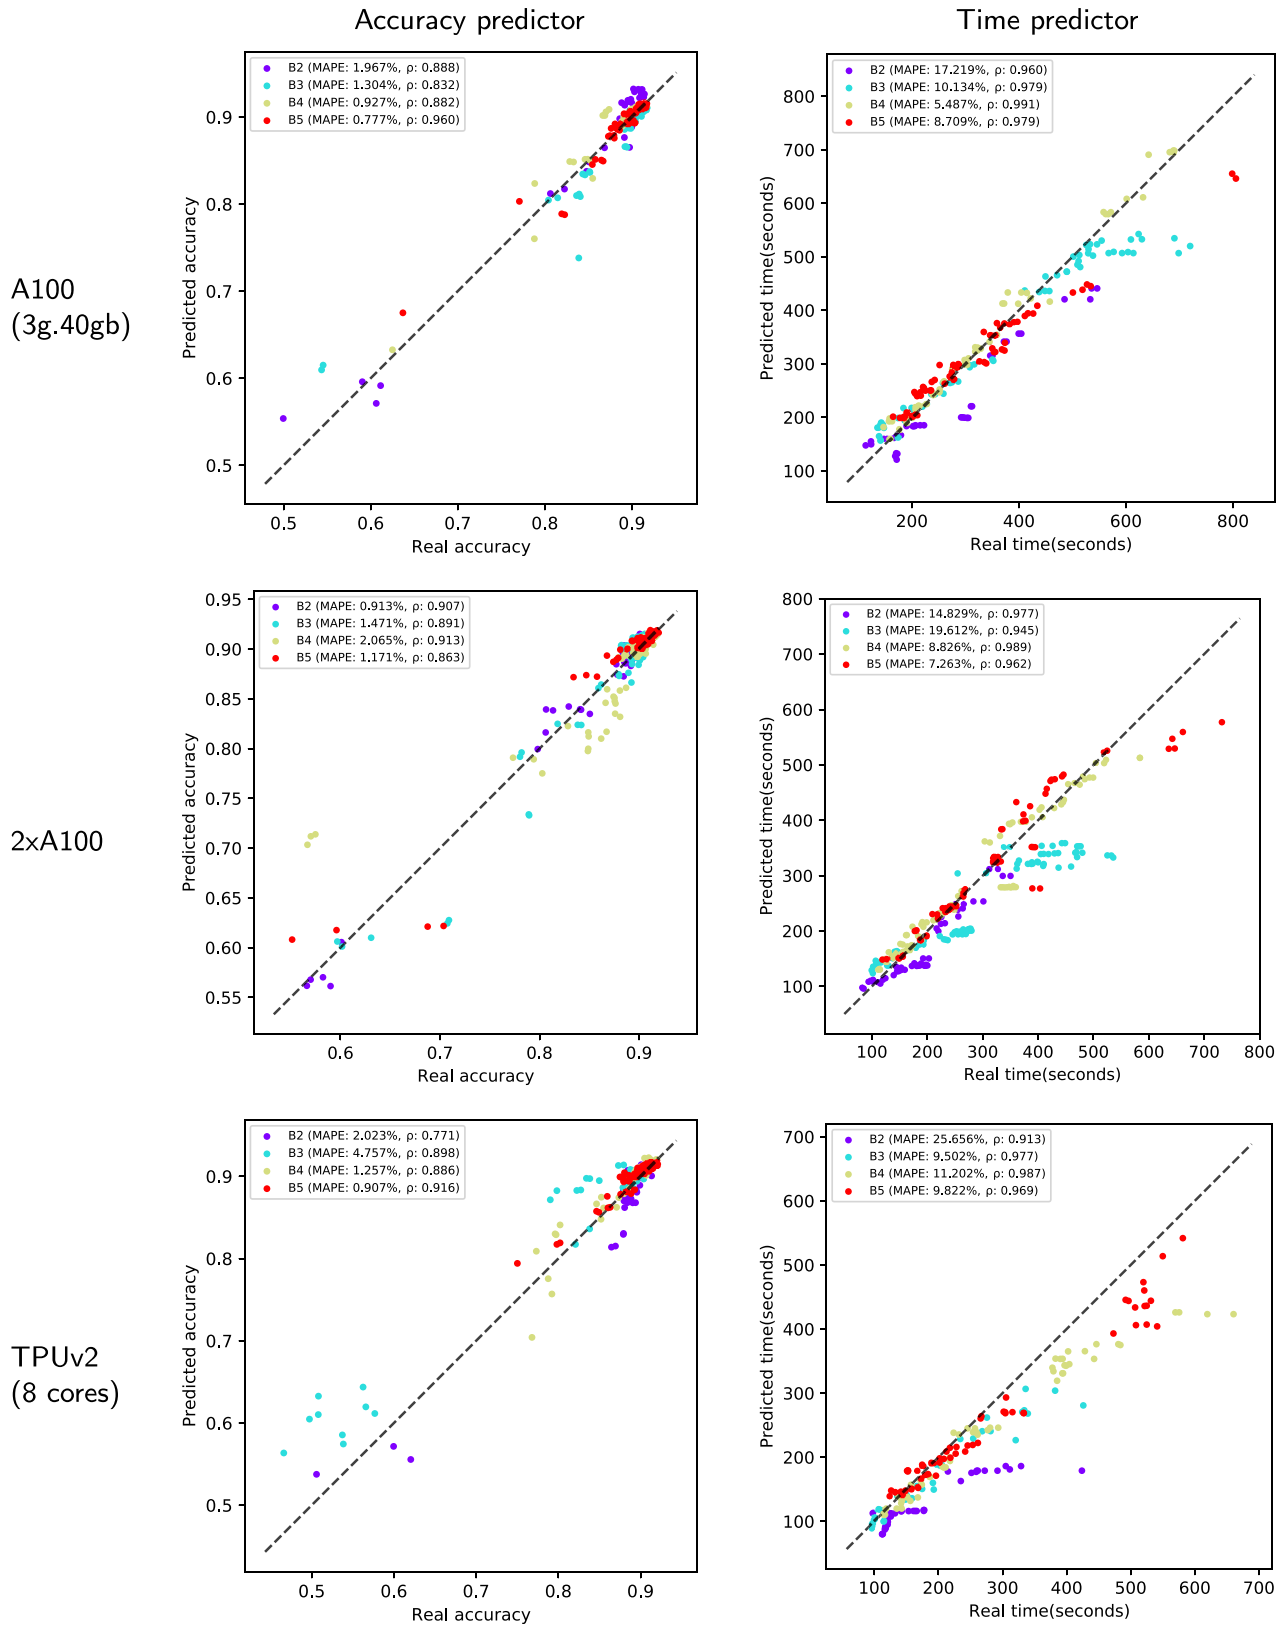 Accuracy predictor
Time predictor
A100
(3g.40gb)
B2 (MAPE: 1.967%, ρ: 0.888)
B3 (MAPE: 1.304%, ρ: 0.832)
B4 (MAPE: 0.927%, ρ: 0.882)
B5 (MAPE: 0.777%, ρ: 0.960)
Predicted accuracy
0.9
0.8
0.7
0.6
0.5
0.5 0.6 0.7 0.8 0.9
Real accuracy
B2 (MAPE: 17.219%, ρ: 0.960)
B3 (MAPE: 10.134%, ρ: 0.979)
B4 (MAPE: 5.487%, ρ: 0.991)
B5 (MAPE: 8.709%, ρ: 0.979)
Predicted time(seconds)
800
700
600
500
400
300
200
100
200 400 600 800
Real time(seconds)
2xA100
B2 (MAPE: 0.913%, ρ: 0.907)
B3 (MAPE: 1.471%, ρ: 0.891)
B4 (MAPE: 2.065%, ρ: 0.913)
B5 (MAPE: 1.171%, ρ: 0.863)
Predicted accuracy
0.95
0.90
0.85
0.80
0.75
0.70
0.65
0.60
0.55
0.6 0.7 0.8 0.9
Real accuracy
B2 (MAPE: 14.829%, ρ: 0.977)
B3 (MAPE: 19.612%, ρ: 0.945)
B4 (MAPE: 8.826%, ρ: 0.989)
B5 (MAPE: 7.263%, ρ: 0.962)
Predicted time(seconds)
800
700
600
500
400
300
200
100
100 200 300 400 500 600 700 800
Real time(seconds)
TPUv2
(8 cores)
B2 (MAPE: 2.023%, ρ: 0.771)
B3 (MAPE: 4.757%, ρ: 0.898)
B4 (MAPE: 1.257%, ρ: 0.886)
B5 (MAPE: 0.907%, ρ: 0.916)
Predicted accuracy
0.9
0.8
0.7
0.6
0.5
0.5 0.6 0.7 0.8 0.9
Real accuracy
B2 (MAPE: 25.656%, ρ: 0.913)
B3 (MAPE: 9.502%, ρ: 0.977)
B4 (MAPE: 11.202%, ρ: 0.987)
B5 (MAPE: 9.822%, ρ: 0.969)
Predicted time(seconds)
700
600
500
400
300
200
100
100 200 300 400 500 600 700
Real time(seconds)